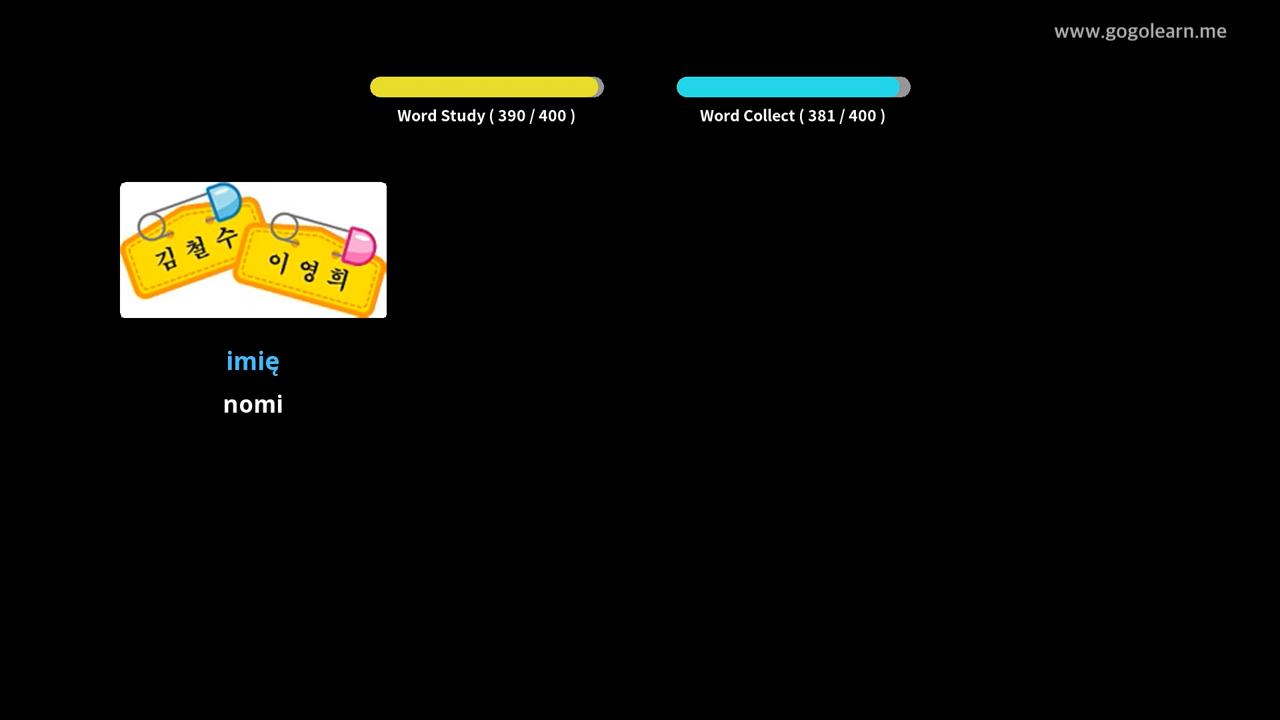 www.gogolearn.me
Word Study ( 390 / 400 )
Word Collect ( 381 / 400 )
김철수
이영희
imię
nomi